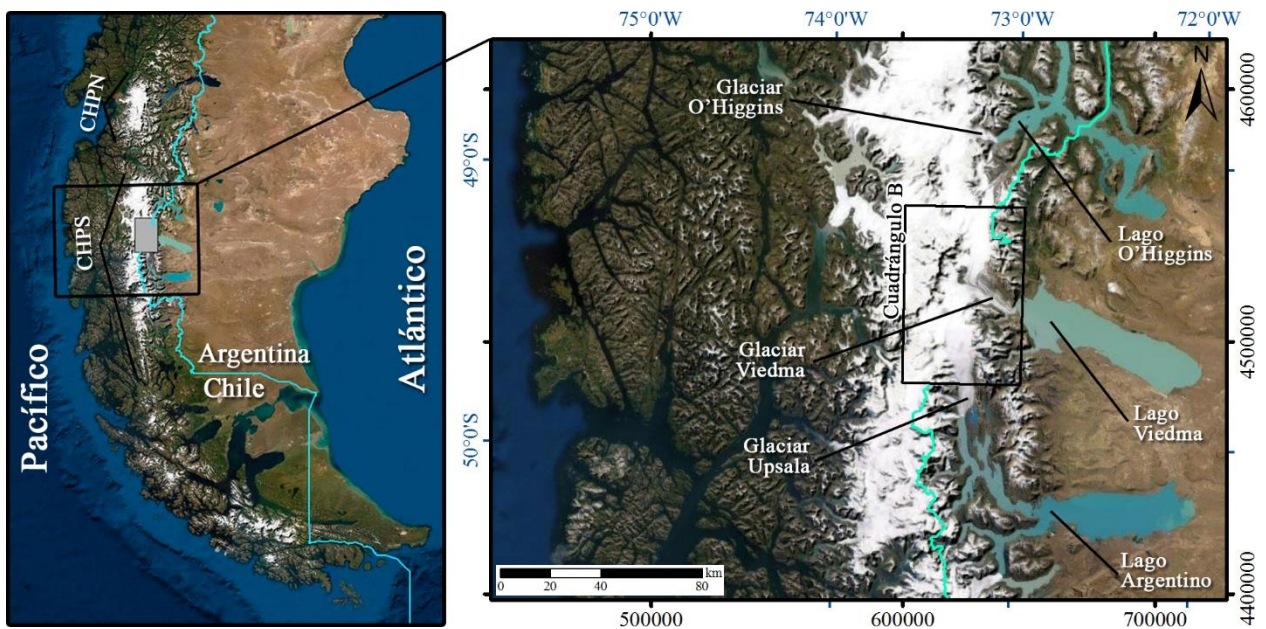 CHPN
CHPS
Pacífico
Argentina
Chile
Atlántico
75°0'W
74°0'W
73°0'W
72°0'W
N
49°0'S
50°0'S
4600000
4500000
4400000
Glaciar
O'Higgins
Lago
O'Higgins
Cuadrángulo B
Glaciar
Viedma
Lago
Viedma
Glaciar
Upsala
Lago
Argentino
km
0
20
40
80
500000
600000
700000